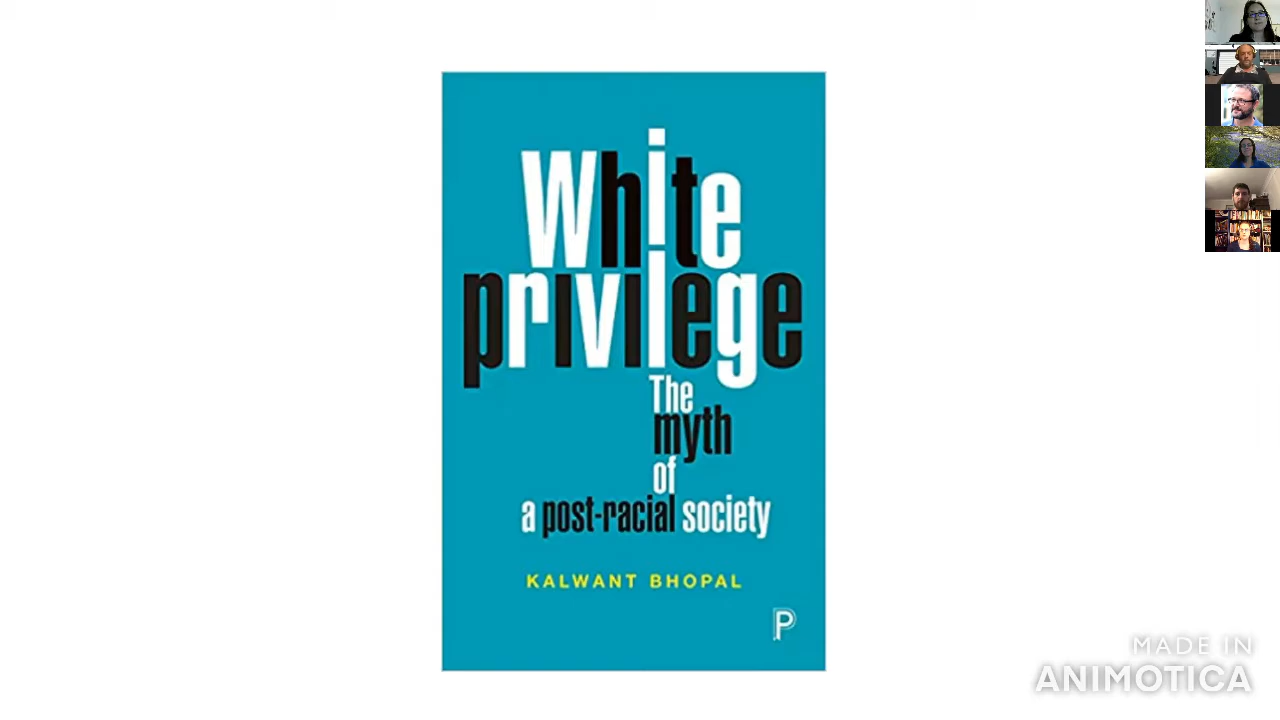 White
privilege
The
myth
of
a post-racial society
KALWANT BHOPAL
P
MADE IN
ANIMOTICA